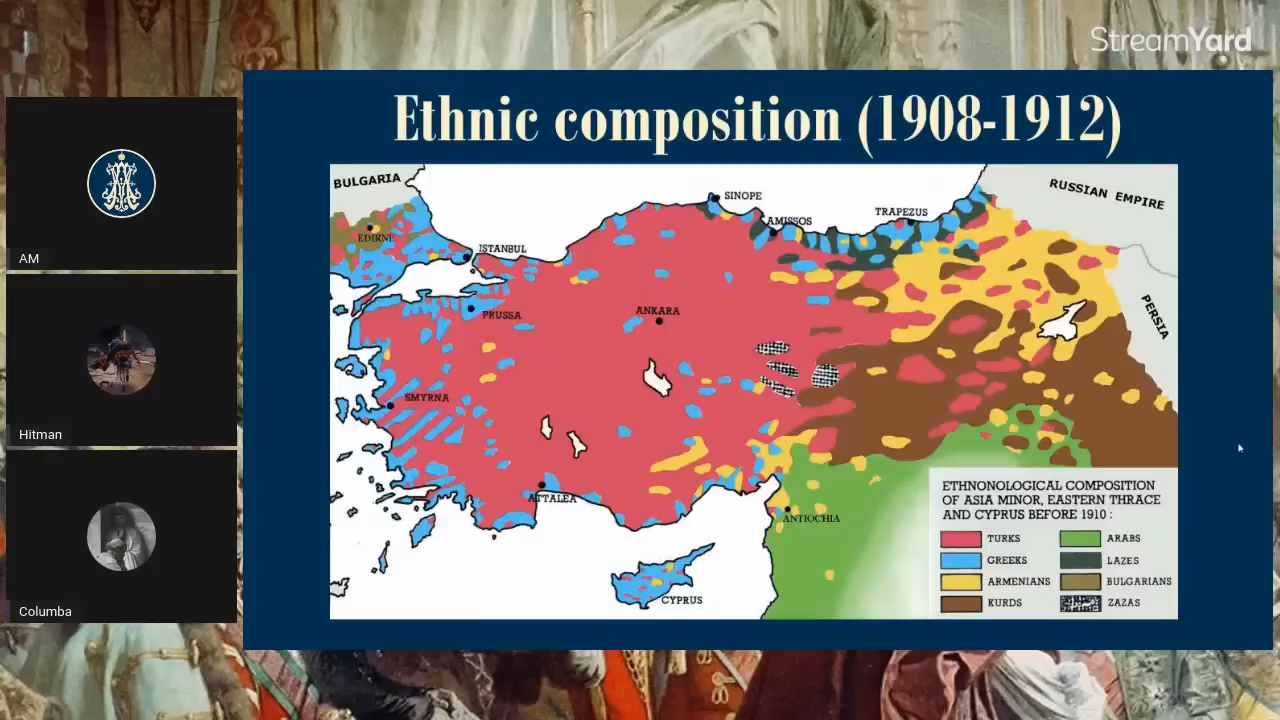 StreamYard
Ethnic composition (1908-1912)
BULGARIA
RUSSIAN EMPIRE
SINOPE
TRAPEZUS
AMISSOS
EDIRNE
ISTANBUL
PERSIA
PRUSSA
ANKARA
SMYRNA
ATTALEA
ANTIOCHIA
CYPRUS
ETHNONOLOGICAL COMPOSITION
OF ASIA MINOR, EASTERN THRACE
AND CYPRUS BEFORE 1910 :
TURKS
ARABS
GREEKS
LAZES
ARMENIANS
BULGARIANS
KURDS
ZAZAS
AM
Hitman
Columba